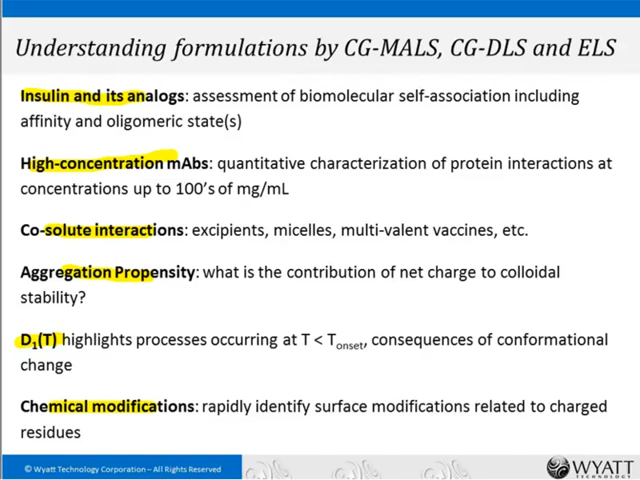 Understanding formulations by CG-MALS, CG-DLS and ELS
Insulin and its analogs: assessment of biomolecular self-association including
affinity and oligomeric state(s)
High-concentration mAbs: quantitative characterization of protein interactions at
concentrations up to 100's of mg/mL
Co-solute interactions: excipients, micelles, multi-valent vaccines, etc.
Aggregation Propensity: what is the contribution of net charge to colloidal
stability?
D₁(T) highlights processes occurring at T < Tonset, consequences of conformational
change
Chemical modifications: rapidly identify surface modifications related to charged
residues
© Wyatt Technology Corporation – All Rights Reserved
WYATT
TECHNOLOGY